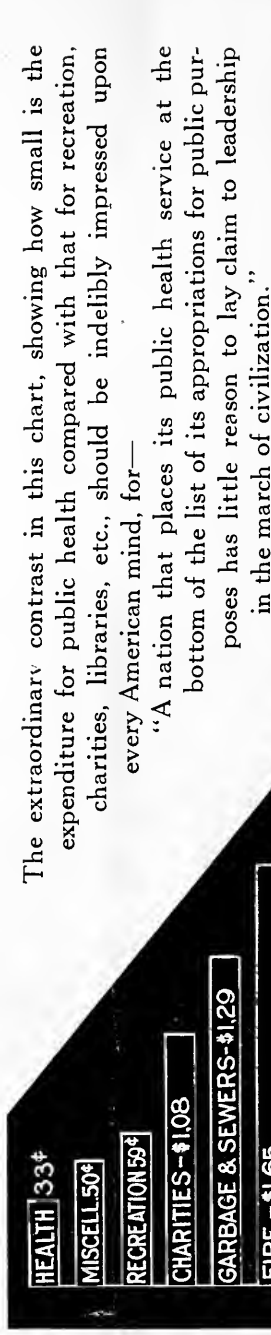 The extraordinary contrast in this chart, showing how small is the
expenditure for public health compared with that for recreation,
charities, libraries, etc., should be indelibly impressed upon
every American mind, for—
“A nation that places its public health service at the
bottom of the list of its appropriations for public pur-
poses has little reason to lay claim to leadership
in the march of civilization.”
HEALTH 33¢
MISCELL. 50¢
RECREATION 59¢
CHARITIES-$1.08
GARBAGE & SEWERS-$1.29
FIRE-$1.65